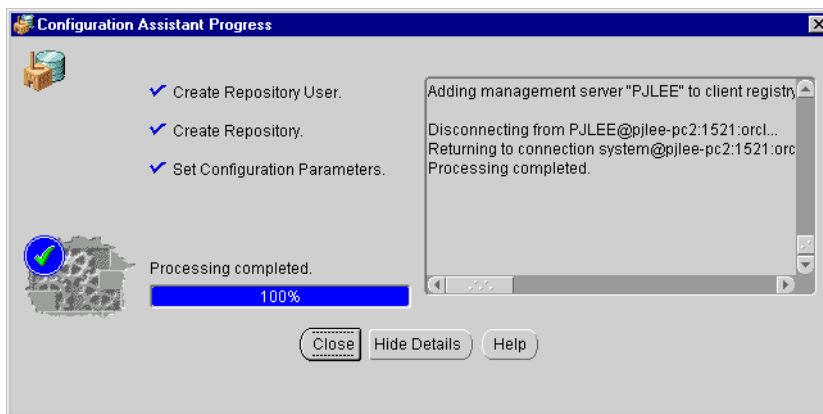 Configuration Assistant Progress
Create Repository User.
Create Repository.
Set Configuration Parameters.
Adding management server "PJLEE" to client registry
Disconnecting from PJLEE@pjlee-pc2:1521:orcl...
Returning to connection system@pjlee-pc2:1521:orc
Processing completed.
Processing completed.
100%
Close
Hide Details
Help